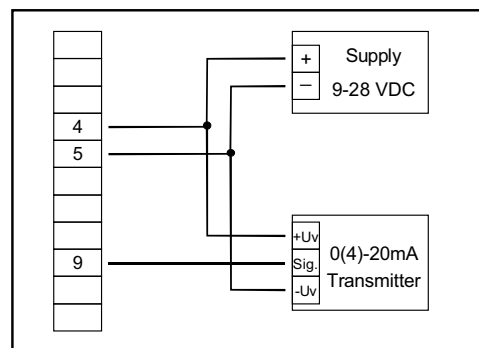 + Supply
– 9-28 VDC
4
5
+Uv
9 Sig. 0(4)-20mA
Transmitter
-Uv